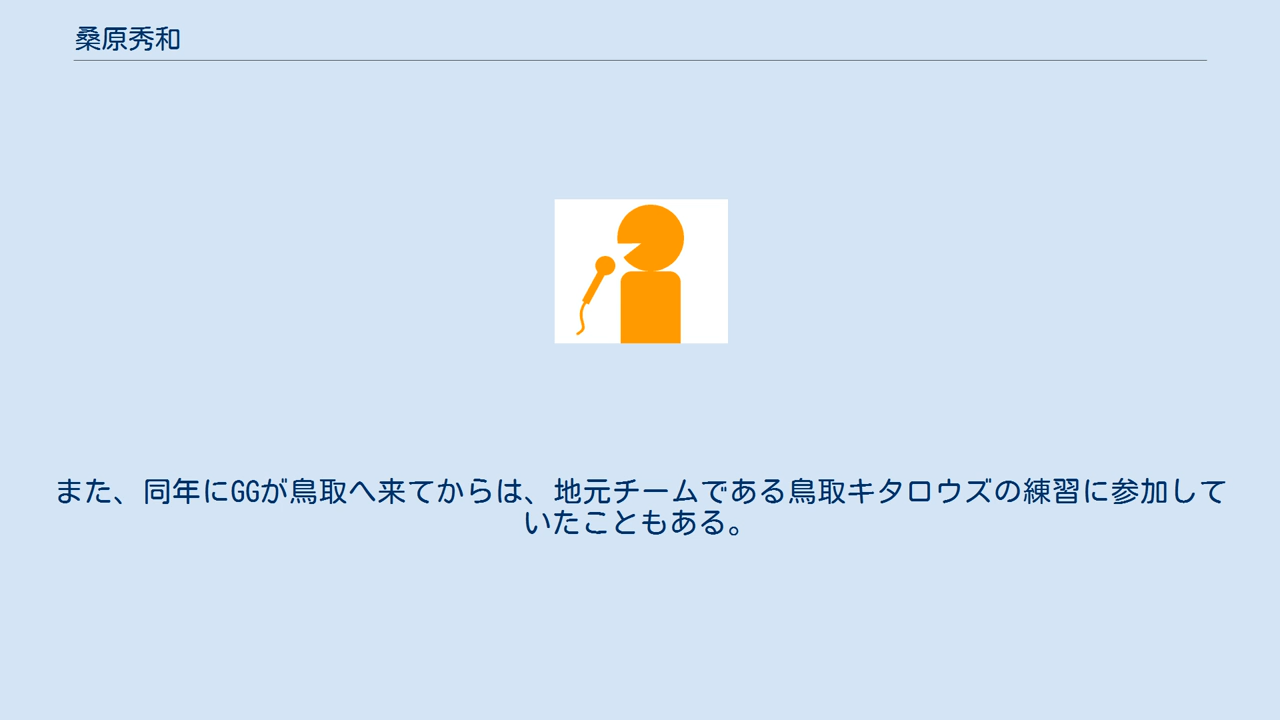 桑原秀和
また、同年にGGが鳥取へ来てからは、地元チームである鳥取キタロウズの練習に参加して
いたこともある。